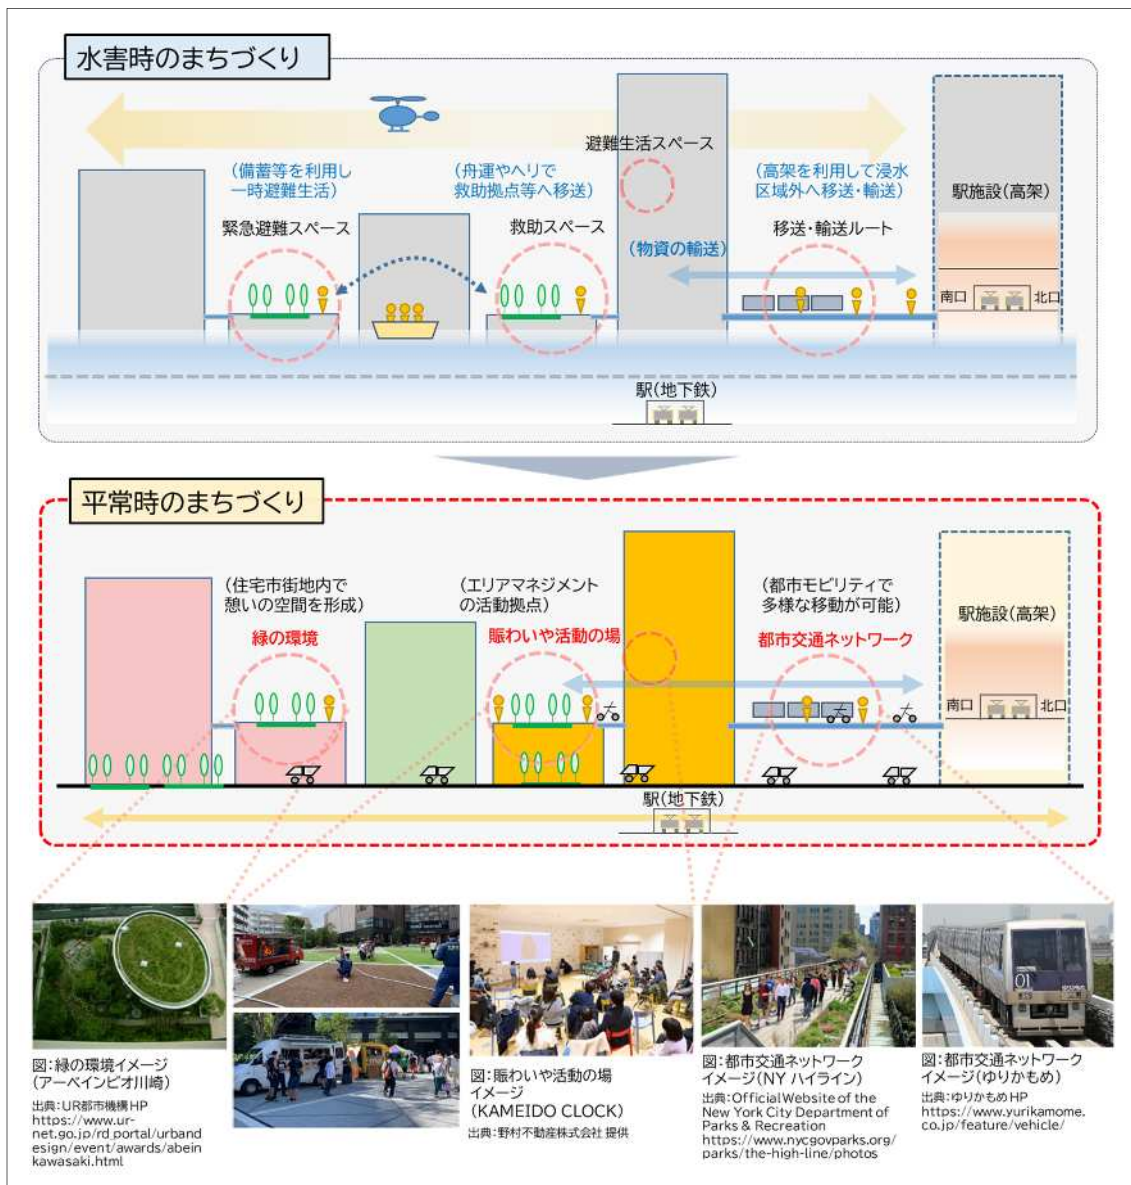 水害時のまちづくり
避難生活スペース
(備蓄等を利用し
一時避難生活)
緊急避難スペース
(舟運やヘリで
救助拠点等へ移送)
救助スペース
(物資の輸送)
(高架を利用して浸水
区域外へ移送・輸送)
移送・輸送ルート
駅施設(高架)
南口
北口
駅(地下鉄)
平常時のまちづくり
(住宅市街地内で
憩いの空間を形成)
緑の環境
(エリアマネジメント
の活動拠点)
賑わいや活動の場
(都市モビリティで
多様な移動が可能)
都市交通ネットワーク
駅施設(高架)
南口
北口
駅(地下鉄)
図:緑の環境イメージ
(アーベインビオ川崎)
出典:UR都市機構HP
https://www.ur-
net.go.jp/rd_portal/urband
esign/event/awards/abein
kawasaki.html
図:賑わいや活動の場
イメージ
(KAMEIDO CLOCK)
出典:野村不動産株式会社 提供
図:都市交通ネットワーク
イメージ(NY ハイライン)
出典:Official Website of the
New York City Department of
Parks & Recreation
https://www.nycgovparks.org/
parks/the-high-line/photos
01
図:都市交通ネットワーク
イメージ(ゆりかもめ)
出典:ゆりかもめHP
https://www.yurikamome.
co.jp/feature/vehicle/